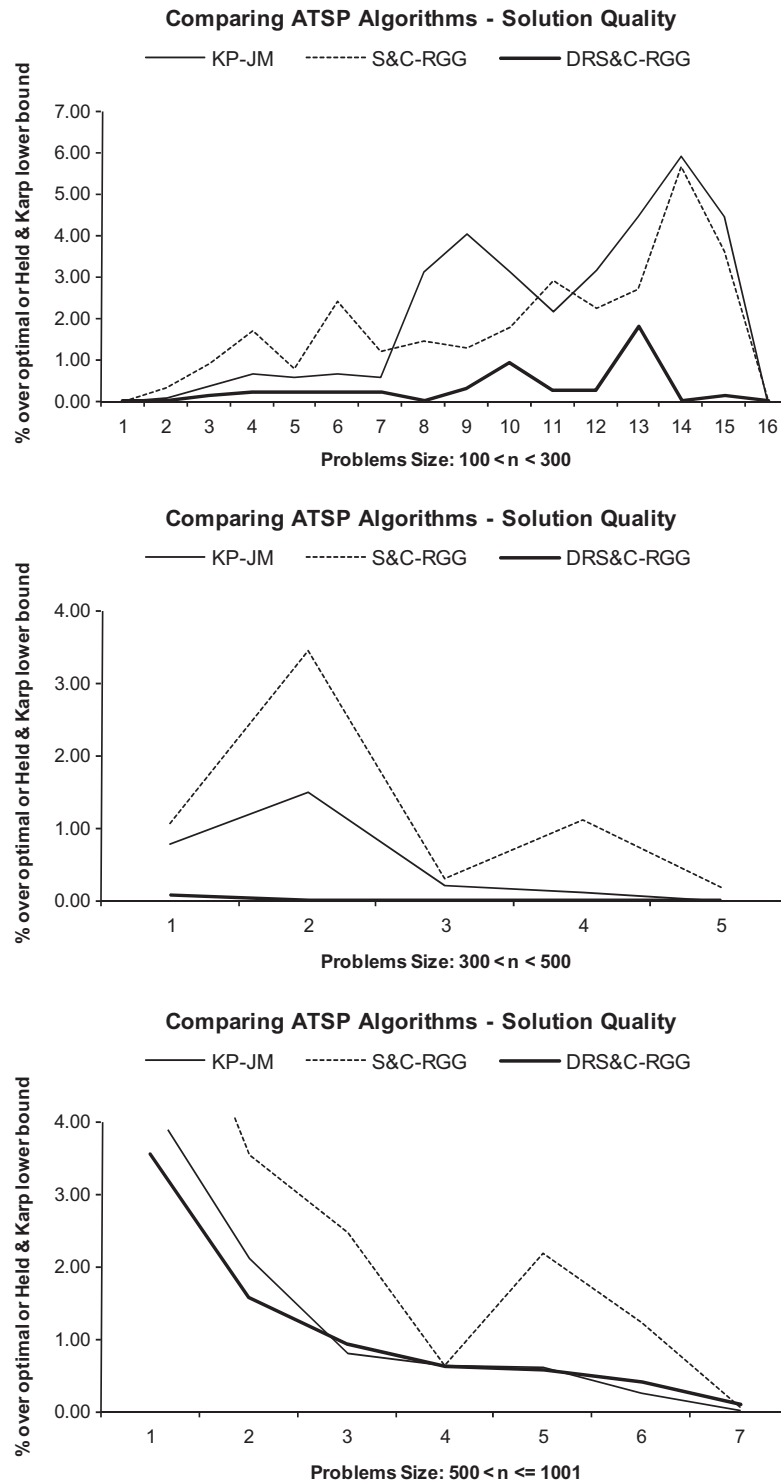 Comparing ATSP Algorithms - Solution Quality
KP-JM S&C-RGG DRS&C-RGG
% over optimal or Held & Karp lower bound
7.00
6.00
5.00
4.00
3.00
2.00
1.00
0.00
1 2 3 4 5 6 7 8 9 10 11 12 13 14 15 16
Problems Size: 100 < n < 300
Comparing ATSP Algorithms - Solution Quality
KP-JM S&C-RGG DRS&C-RGG
% over optimal or Held & Karp lower bound
4.00
3.00
2.00
1.00
0.00
1 2 3 4 5
Problems Size: 300 < n < 500
Comparing ATSP Algorithms - Solution Quality
KP-JM S&C-RGG DRS&C-RGG
% over optimal or Held & Karp lower bound
4.00
3.00
2.00
1.00
0.00
1 2 3 4 5 6 7
Problems Size: 500 < n <= 1001